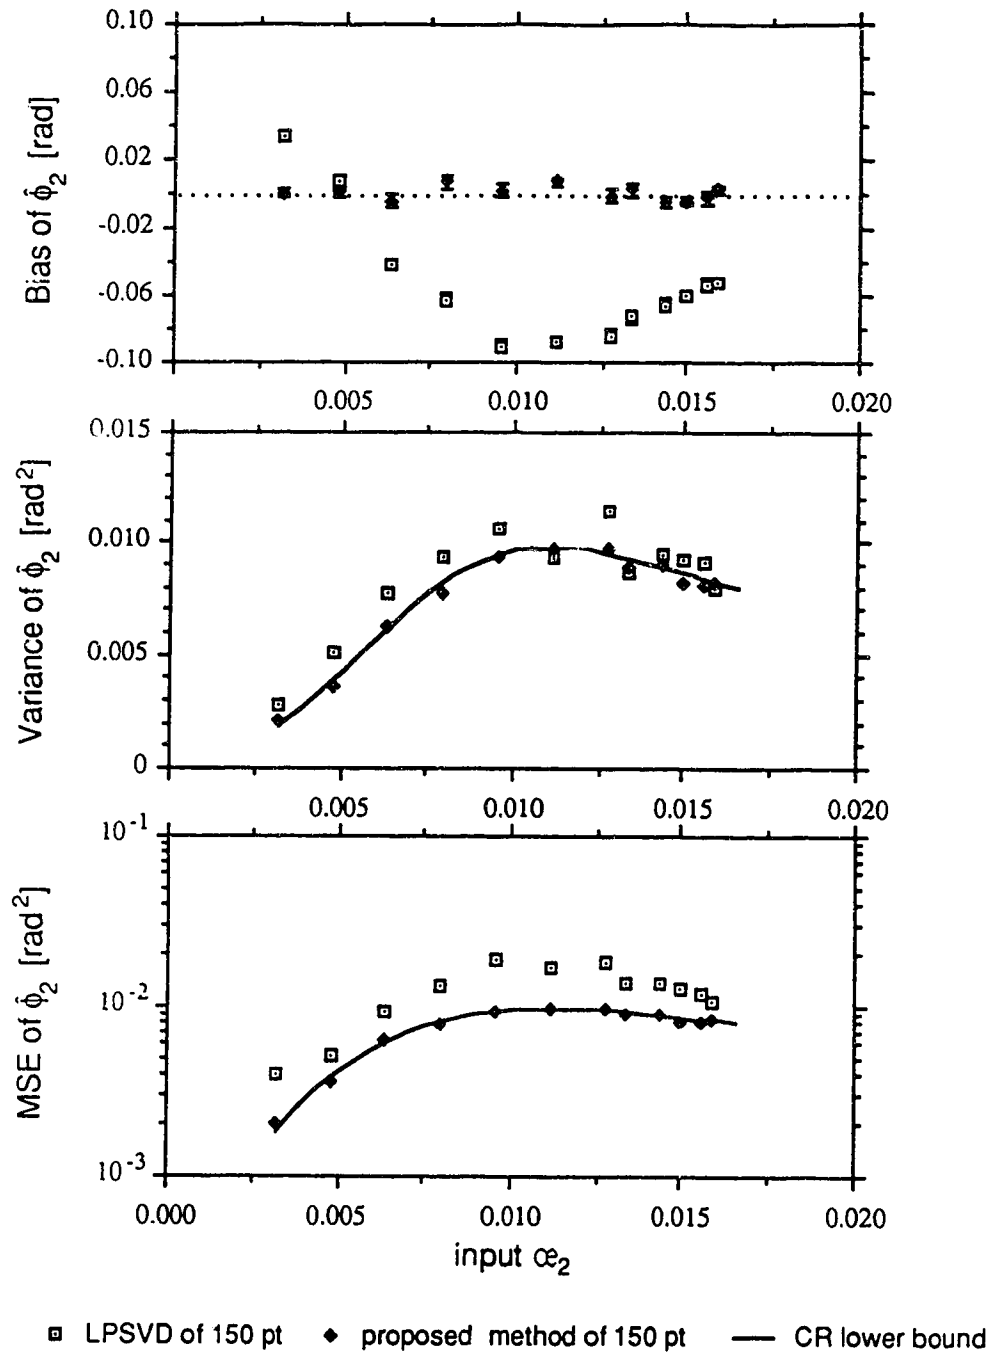 0.10
0.06
0.02
-0.02
-0.06
-0.10
Bias of ϕ̂2 [rad]
0.005 0.010 0.015 0.020
0.015
0.010
0.005
0
Variance of ϕ̂2 [rad2]
0.005 0.010 0.015 0.020
10-1
10-2
10-3
MSE of ϕ̂2 [rad2]
0.000 0.005 0.010 0.015 0.020
input œ2
LPSVD of 150 pt proposed method of 150 pt CR lower bound